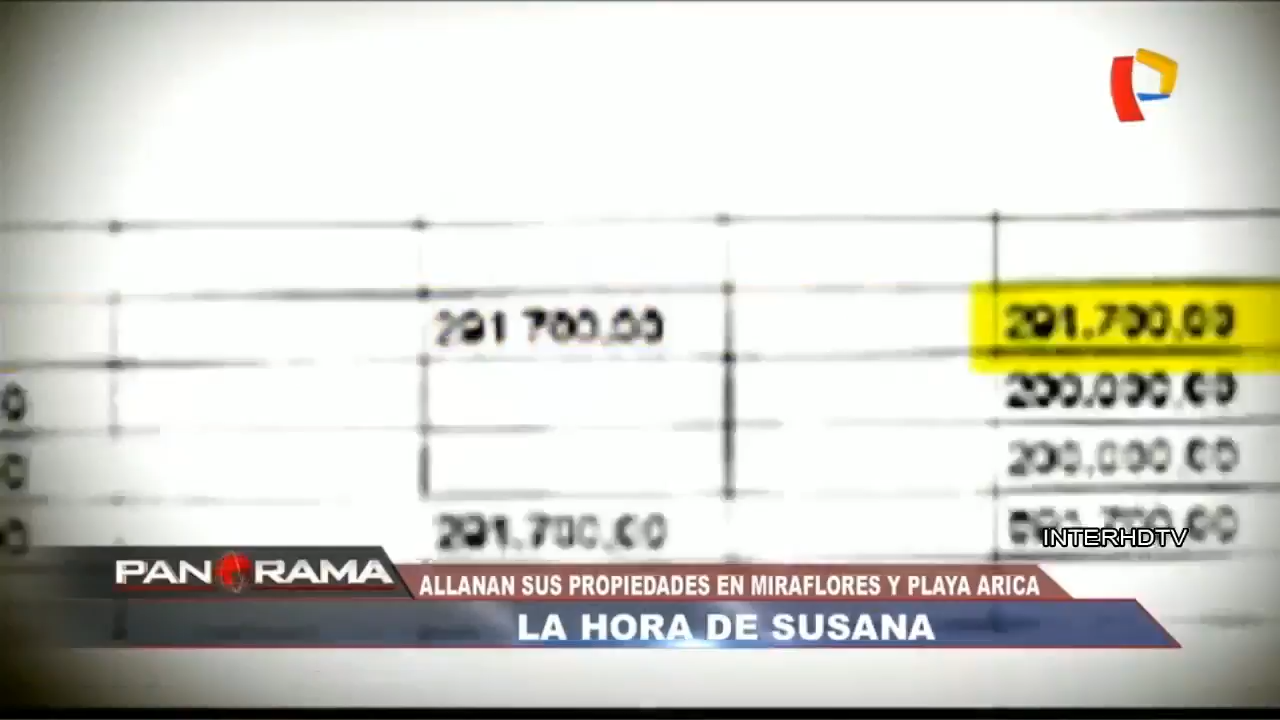 291 700,00
291.700,00
200.000,00
200,000 00
291.700,00
INTERHDTV
PANORAMA
ALLANAN SUS PROPIEDADES EN MIRAFLORES Y PLAYA ARICA
LA HORA DE SUSANA